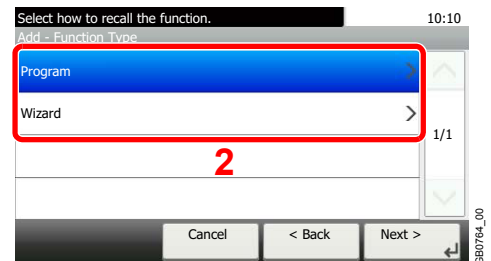 Select how to recall the function.
10:10
Add - Function Type
Program
Wizard
1/1
2
Cancel
< Back
Next >
GB0764_00